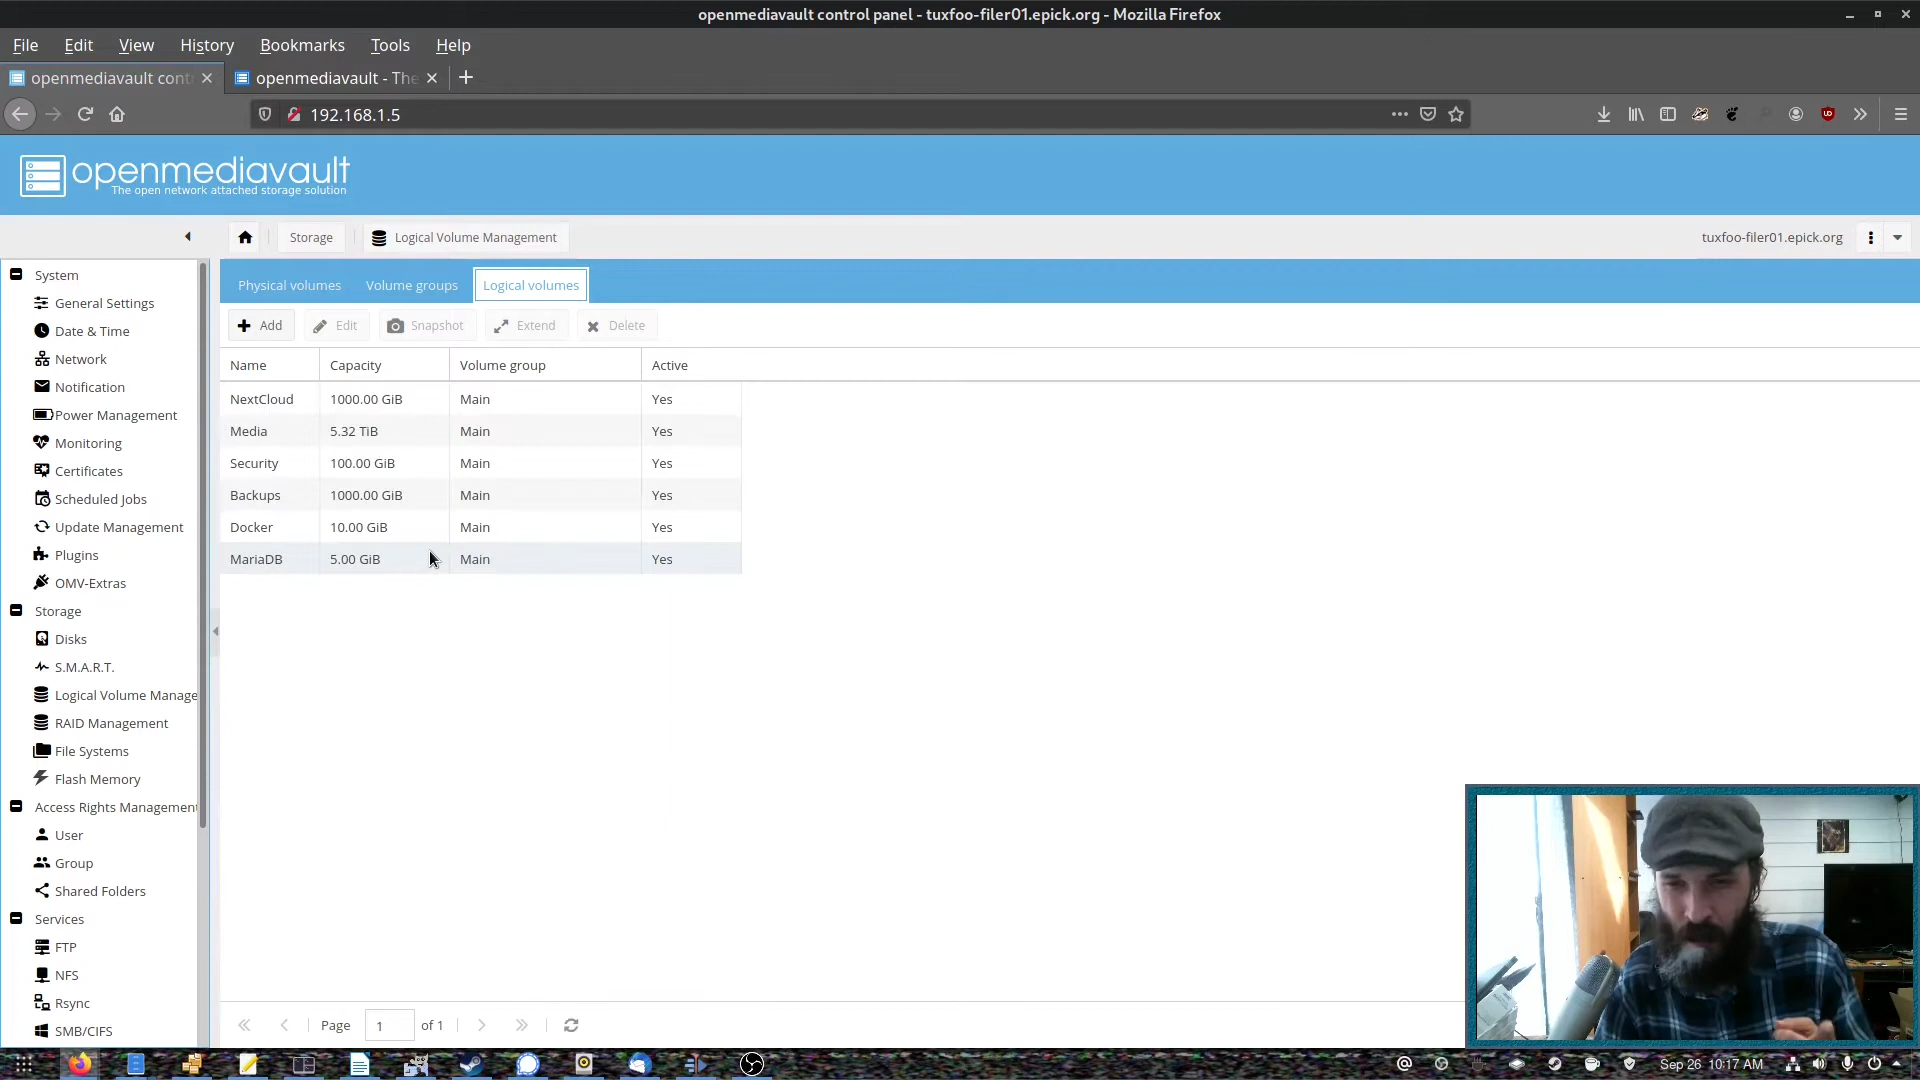 openmediavault control panel - tuxfoo-filer01.epick.org - Mozilla Firefox
File Edit View History Bookmarks Tools Help
openmediavault cont
openmediavault - The
192.168.1.5
openmediavault
The open network attached storage solution
Storage
Logical Volume Management
tuxfoo-filer01.epick.org
System
General Settings
Date & Time
Network
Notification
Power Management
Monitoring
Certificates
Scheduled Jobs
Update Management
Plugins
OMV-Extras
Storage
Disks
S.M.A.R.T.
Logical Volume Manage
RAID Management
File Systems
Flash Memory
Access Rights Managemen
User
Group
Shared Folders
Services
FTP
NFS
Rsync
SMB/CIFS
Physical volumes Volume groups Logical volumes
Add Edit Snapshot Extend Delete
Name Capacity Volume group Active
NextCloud 1000.00 GiB Main Yes
Media 5.32 TiB Main Yes
Security 100.00 GiB Main Yes
Backups 1000.00 GiB Main Yes
Docker 10.00 GiB Main Yes
MariaDB 5.00 GiB Main Yes
Page 1 of 1
Sep 26 10:17 AM